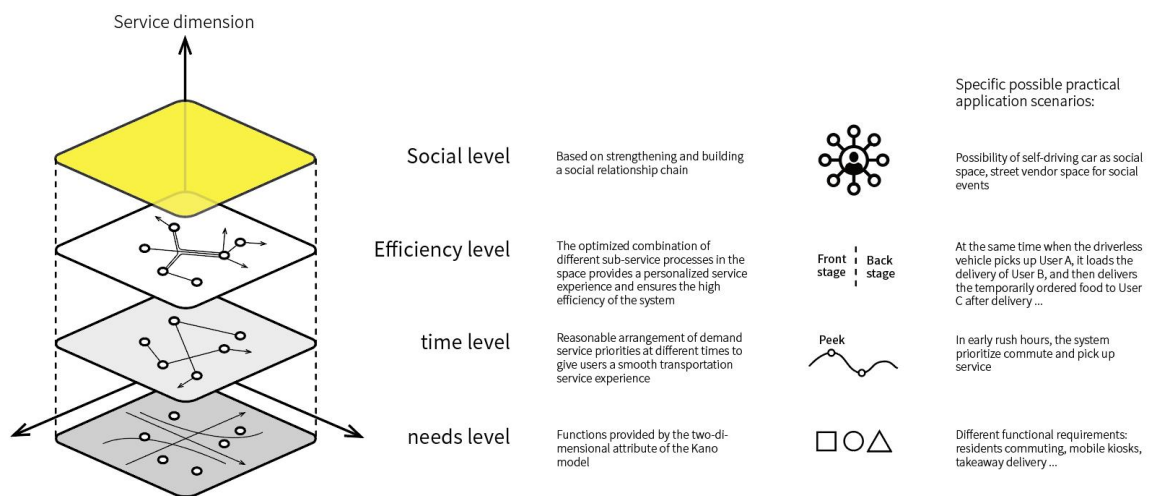 Service dimension
Specific possible practical
application scenarios:
Social level
Based on strengthening and building
a social relationship chain
Possibility of self-driving car as social
space, street vendor space for social
events
Efficiency level
The optimized combination of
different sub-service processes in the
space provides a personalized service
experience and ensures the high
efficiency of the system
Front
stage
Back
stage
At the same time when the driverless
vehicle picks up User A, it loads the
delivery of User B, and then delivers
the temporarily ordered food to User
C after delivery ...
time level
Reasonable arrangement of demand
service priorities at different times to
give users a smooth transportation
service experience
Peek
In early rush hours, the system
prioritize commute and pick up
service
needs level
Functions provided by the two-di-
mensional attribute of the Kano
model
Different functional requirements:
residents commuting, mobile kiosks,
takeaway delivery ...